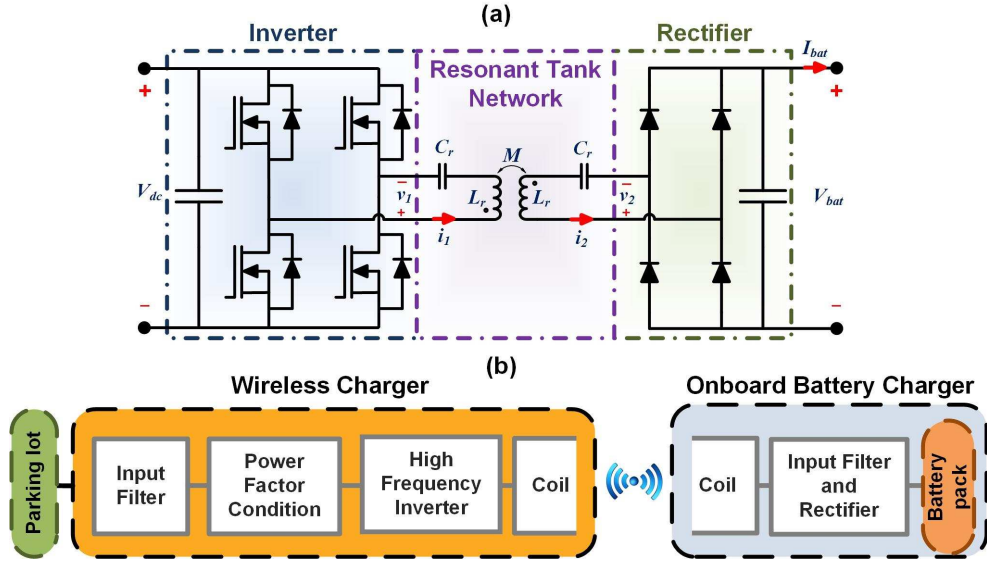 (a)
Inverter
Resonant Tank
Network
Rectifier
I_bat
+
+
C_r
M
C_r
V_dc
−
v_1
+
L_r
L_r
−
v_2
+
V_bat
i_1
i_2
−
−
(b)
Wireless Charger
Onboard Battery Charger
Parking lot
Input
Filter
Power
Factor
Condition
High
Frequency
Inverter
Coil
Coil
Input Filter
and
Rectifier
Battery
pack